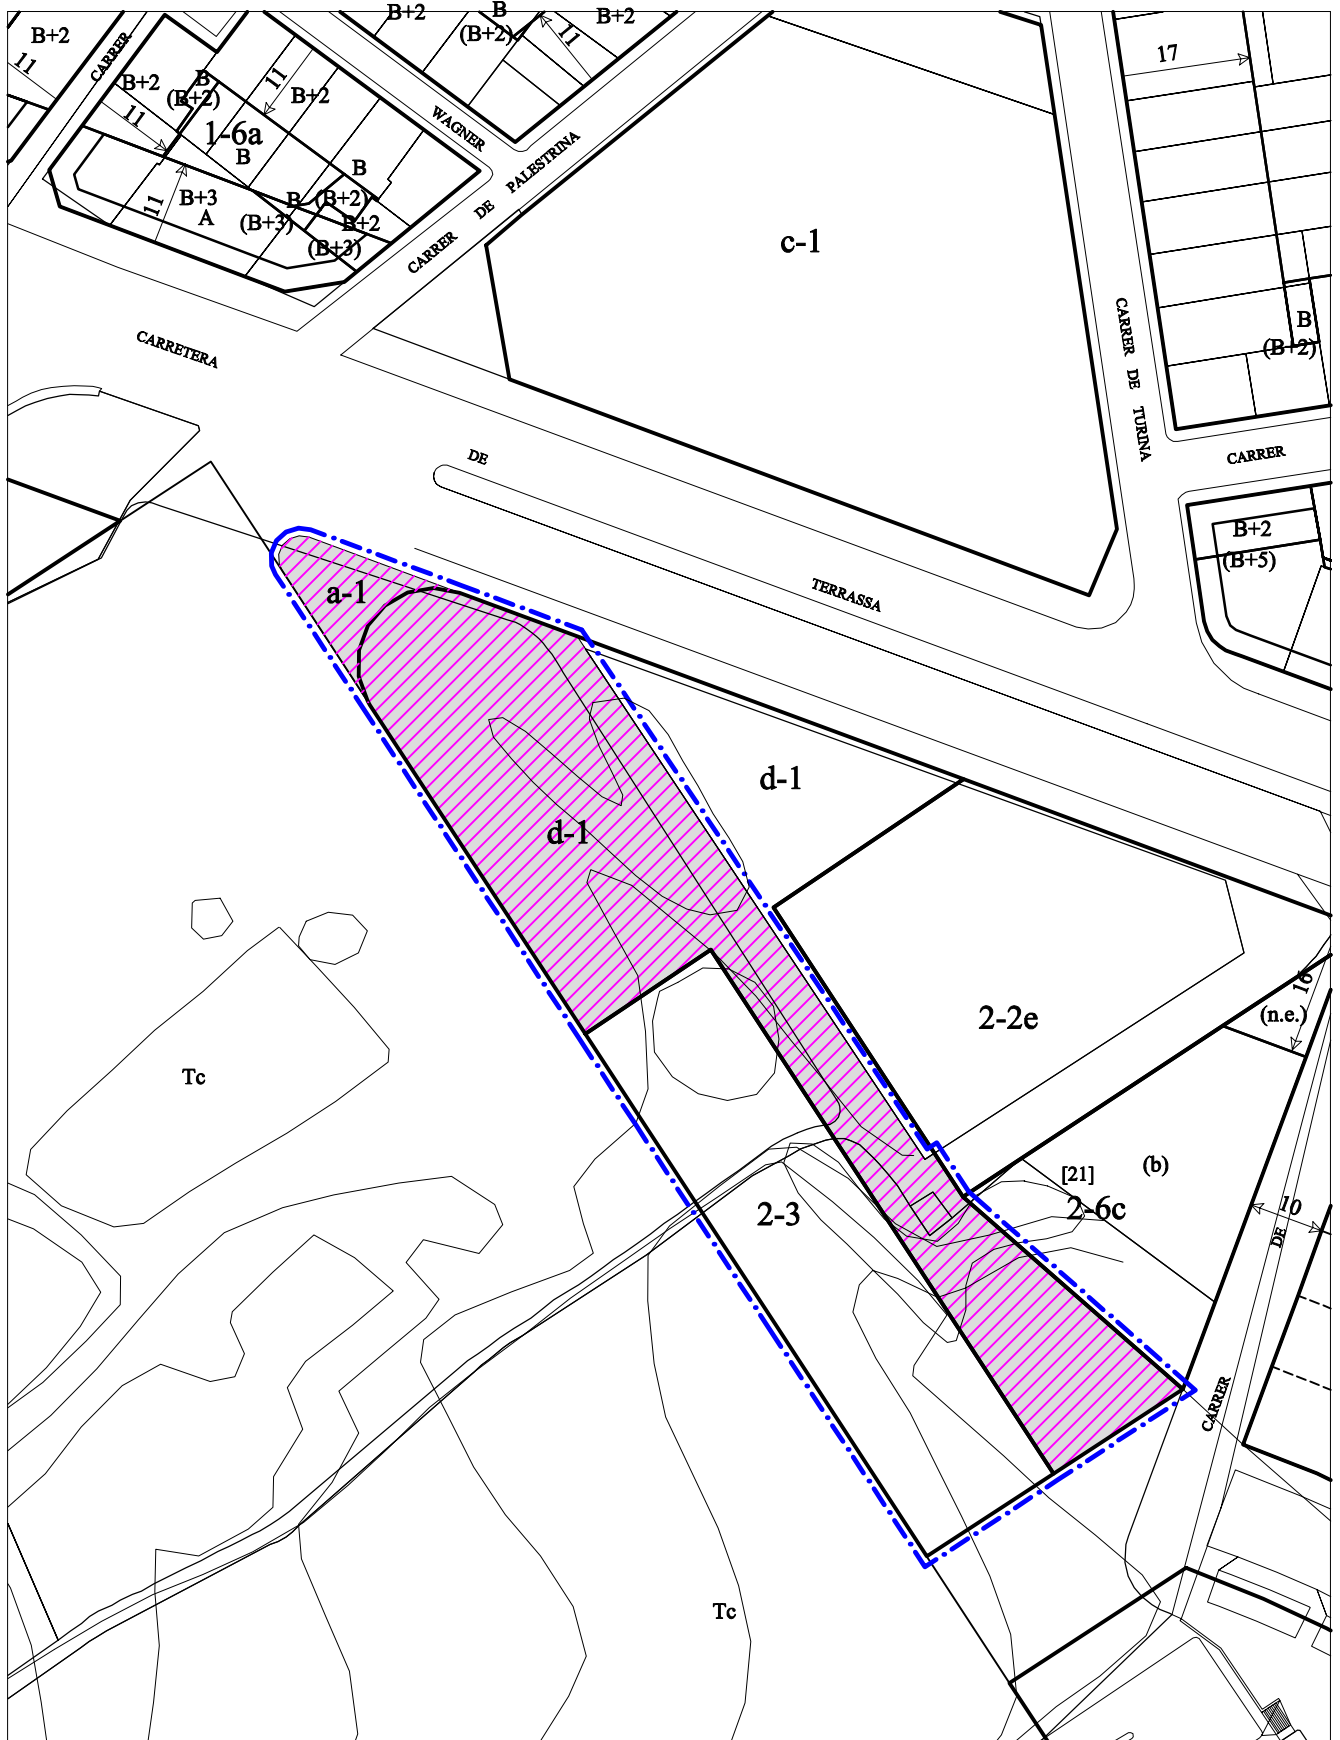 B+2
B
B+2
B+2
(B+2)
11
17
11
CARRER
B+2
B
(B+2)
11
B+2
11
1-6a
B
WAGNER
CARRER DE PALESTRINA
B
11
B+3
A
B
(B+2)
(B+3)
B+2
(B+3)
c-1
CARRETERA
DE
TERRASSA
CARRER DE TURINA
B
(B+2)
CARRER
B+2
(B+5)
a-1
d-1
d-1
2-2e
16
(n.e.)
Tc
[21]
(b)
2-6c
2-3
10
DE
CARRER
Tc